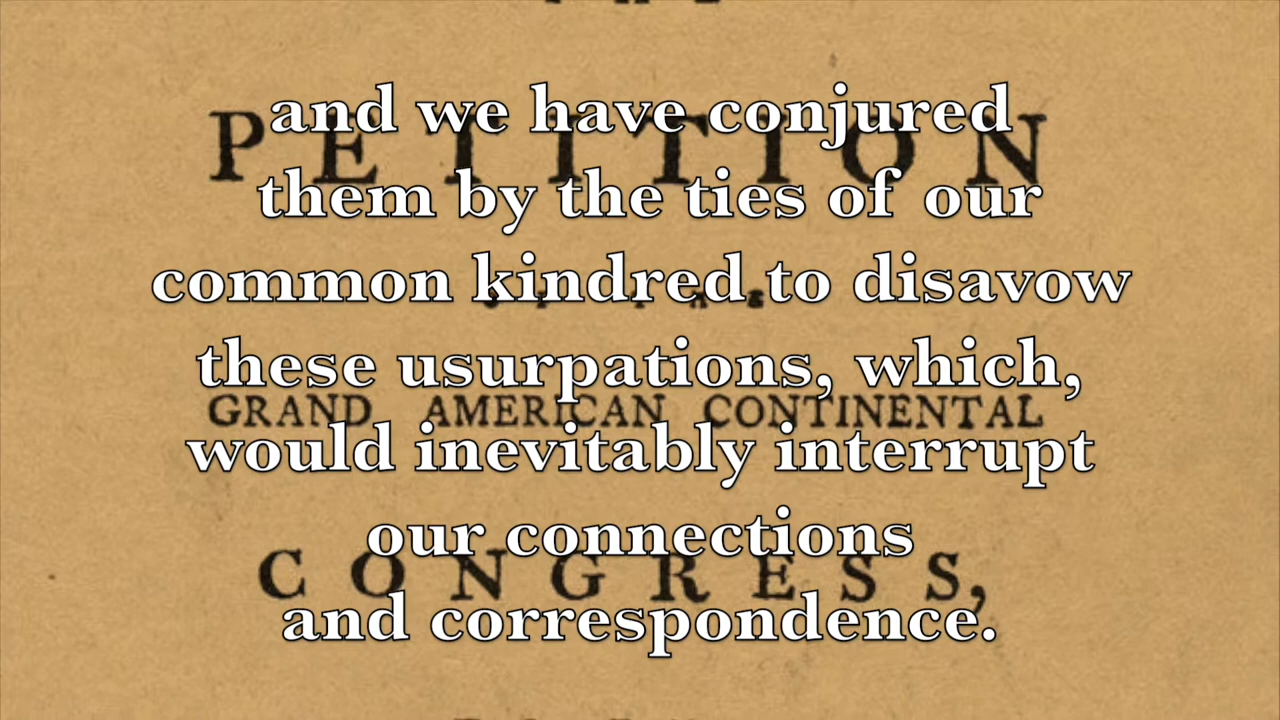 and we have conjured
PETITION
them by the ties of our
common kindred to disavow
these usurpations, which,
GRAND AMERICAN CONTINENTAL
would inevitably interrupt
our connections
CONGRESS,
and correspondence.